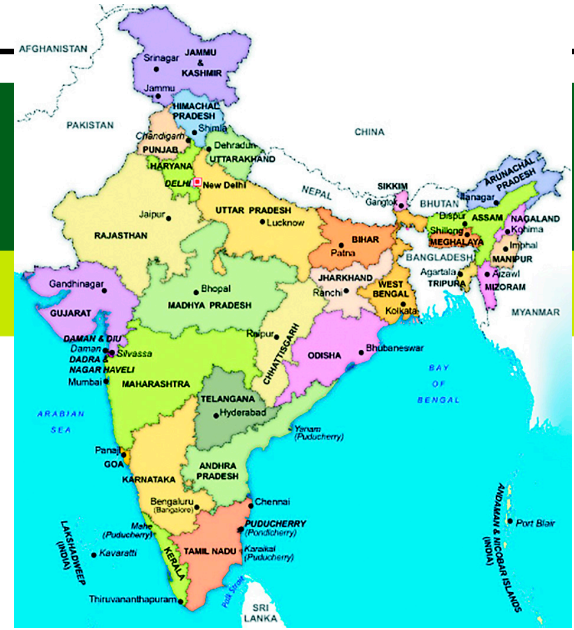 AFGHANISTAN
JAMMU
&
KASHMIR
Srinagar
Jammu
HIMACHAL
PRADESH
PAKISTAN
Chandigarh
Shimla
CHINA
PUNJAB
Dehradun
UTTARAKHAND
HARYANA
DELHI
New Delhi
NEPAL
SIKKIM
Gangtok
BHUTAN
ARUNACHAL
PRADESH
Itanagar
Dispur
ASSAM
NAGALAND
Kohima
Shillong
MEGHALAYA
Imphal
MANIPUR
BANGLADESH
Agartala
TRIPURA
Aizawl
MIZORAM
MYANMAR
Jaipur
RAJASTHAN
UTTAR PRADESH
Lucknow
BIHAR
Patna
JHARKHAND
Ranchi
WEST
BENGAL
Kolkata
Gandhinagar
GUJARAT
Bhopal
MADHYA PRADESH
Raipur
CHHATTISGARH
ODISHA
Bhubaneswar
DAMAN & DIU
Daman
Silvassa
DADRA &
NAGAR HAVELI
Mumbai
MAHARASHTRA
TELANGANA
Hyderabad
BAY
OF
BENGAL
ARABIAN
SEA
Yanam
(Puducherry)
Panaji
GOA
KARNATAKA
ANDHRA
PRADESH
Bengaluru
(Bangalore)
Chennai
Mahe
(Puducherry)
PUDUCHERRY
(Pondicherry)
Karaikal
(Puducherry)
TAMIL NADU
KERALA
LAKSHADWEEP
(INDIA)
Kavaratti
Thiruvananthapuram
Palk Strait
SRI
LANKA
ANDAMAN & NICOBAR ISLANDS
(INDIA)
Port Blair